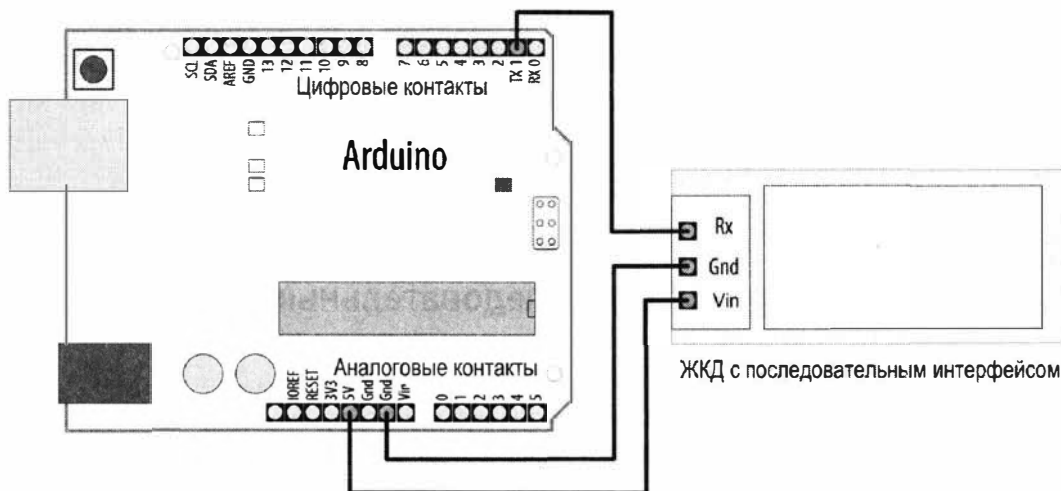 SCL SDA AREF GND 13 12 11 10 9 8 7 6 5 4 3 2 TX 1 RX 0
Цифровые контакты
Arduino
Rx
Gnd
Vin
Аналоговые контакты
IOREF RESET 3V3 5V Gnd Gnd Vin 0 1 2 3 4 5
ЖКД с последовательным интерфейсом